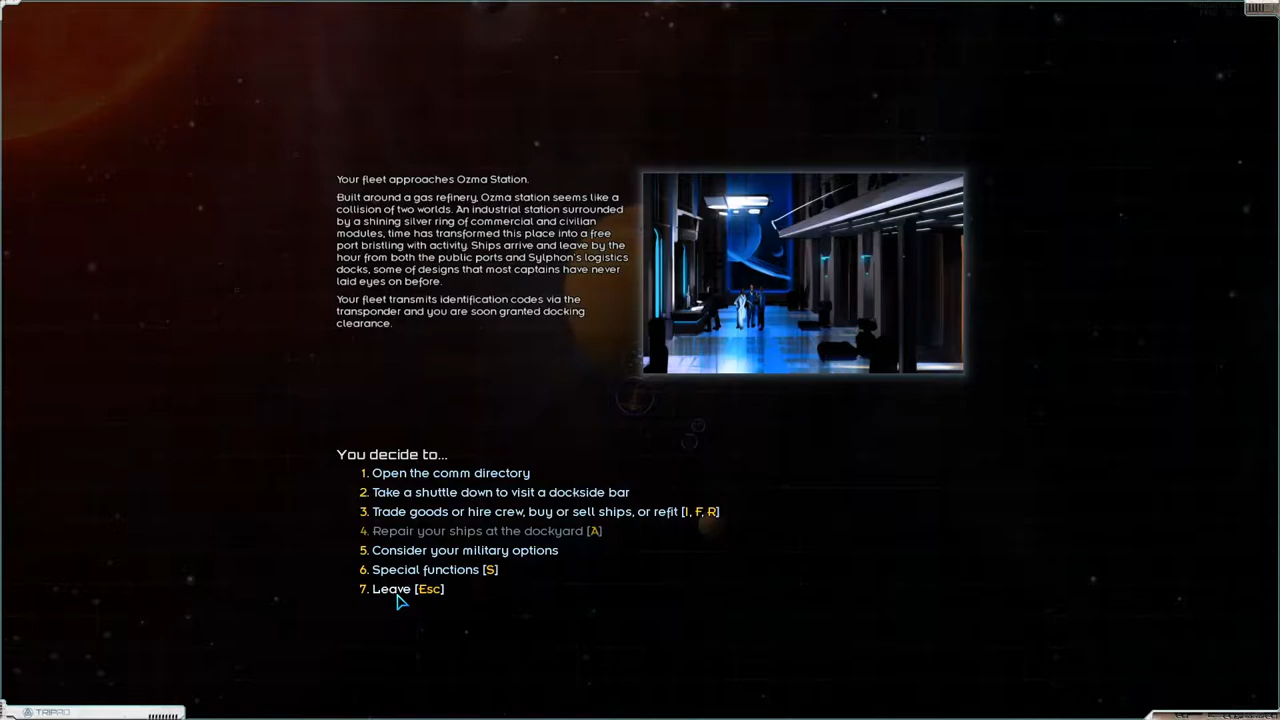 Your fleet approaches Ozma Station.
Built around a gas refinery, Ozma station seems like a
collision of two worlds. An industrial station surrounded
by a shining silver ring of commercial and civilian
modules, time has transformed this place into a free
port bristling with activity. Ships arrive and leave by the
hour from both the public ports and Sylphon's logistics
docks, some of designs that most captains have never
laid eyes on before.
Your fleet transmits identification codes via the
transponder and you are soon granted docking
clearance.
You decide to...
1. Open the comm directory
2. Take a shuttle down to visit a dockside bar
3. Trade goods or hire crew, buy or sell ships, or refit [I, F, R]
4. Repair your ships at the dockyard [A]
5. Consider your military options
6. Special functions [S]
7. Leave [Esc]
TRIPAD